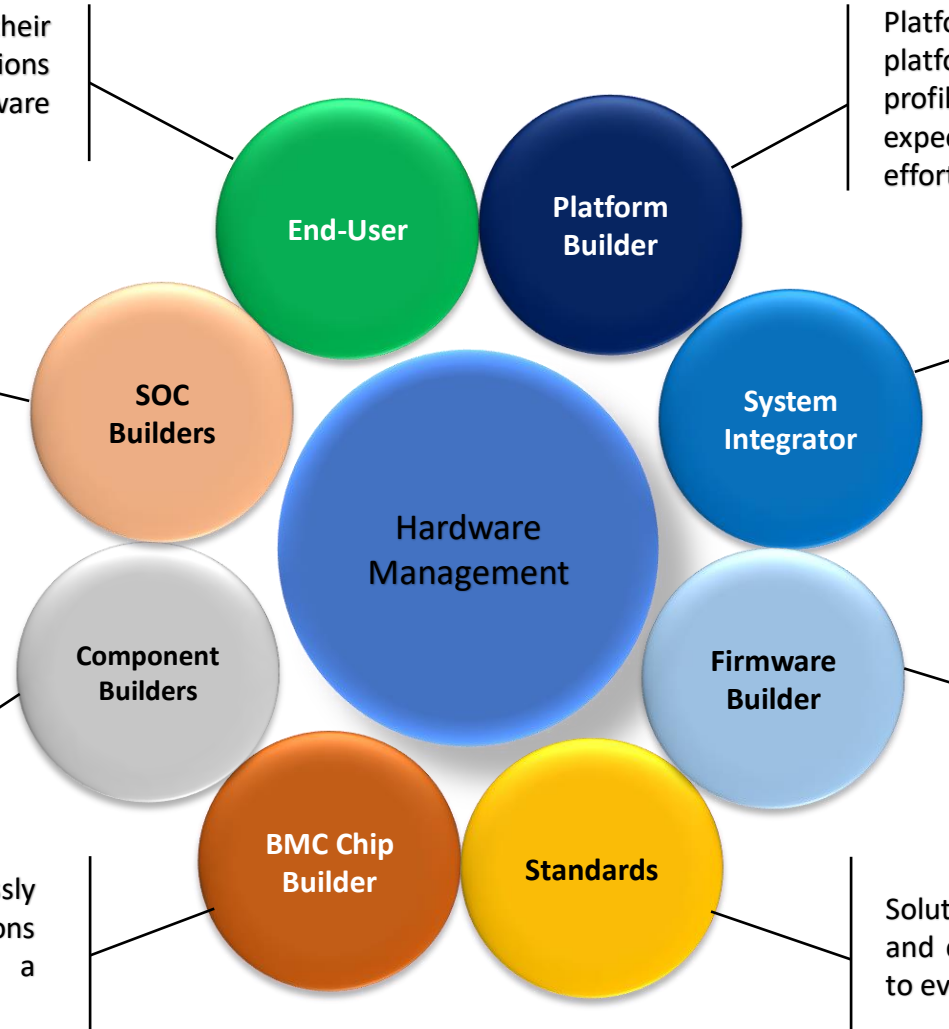 heir
ions
ware
Platfo
platfo
profil
expec
effort
End-User
Platform
Builder
SOC
Builders
System
Integrator
Hardware
Management
Component
Builders
Firmware
Builder
BMC Chip
Builder
Standards
ssly
ons
a
Solut
and
to ev